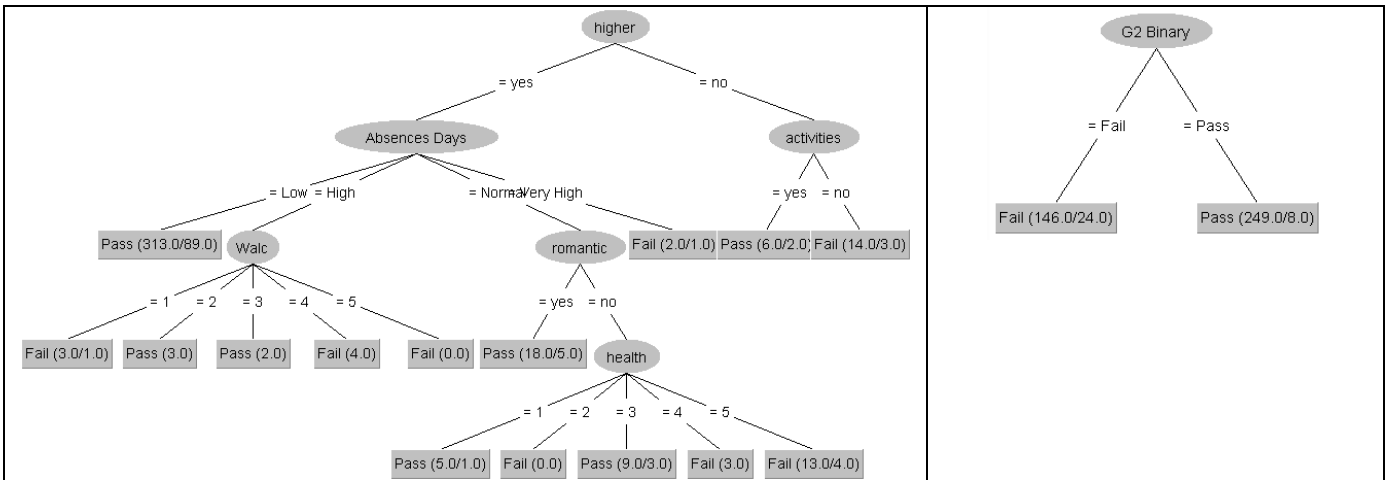 higher
G2 Binary
= yes
= no
Absences Days
activities
= Fail
= Pass
= Low
= High
= Norma
Very High
= yes
= no
Fail (146.0/24.0)
Pass (249.0/8.0)
Pass (313.0/89.0)
Walc
romantic
Fail (2.0/1.0)
Pass (6.0/2.0)
Fail (14.0/3.0)
= 1
= 2
= 3
= 4
= 5
= yes
= no
Fail (3.0/1.0)
Pass (3.0)
Pass (2.0)
Fail (4.0)
Fail (0.0)
Pass (18.0/5.0)
health
= 1
= 2
= 3
= 4
= 5
Pass (5.0/1.0)
Fail (0.0)
Pass (9.0/3.0)
Fail (3.0)
Fail (13.0/4.0)